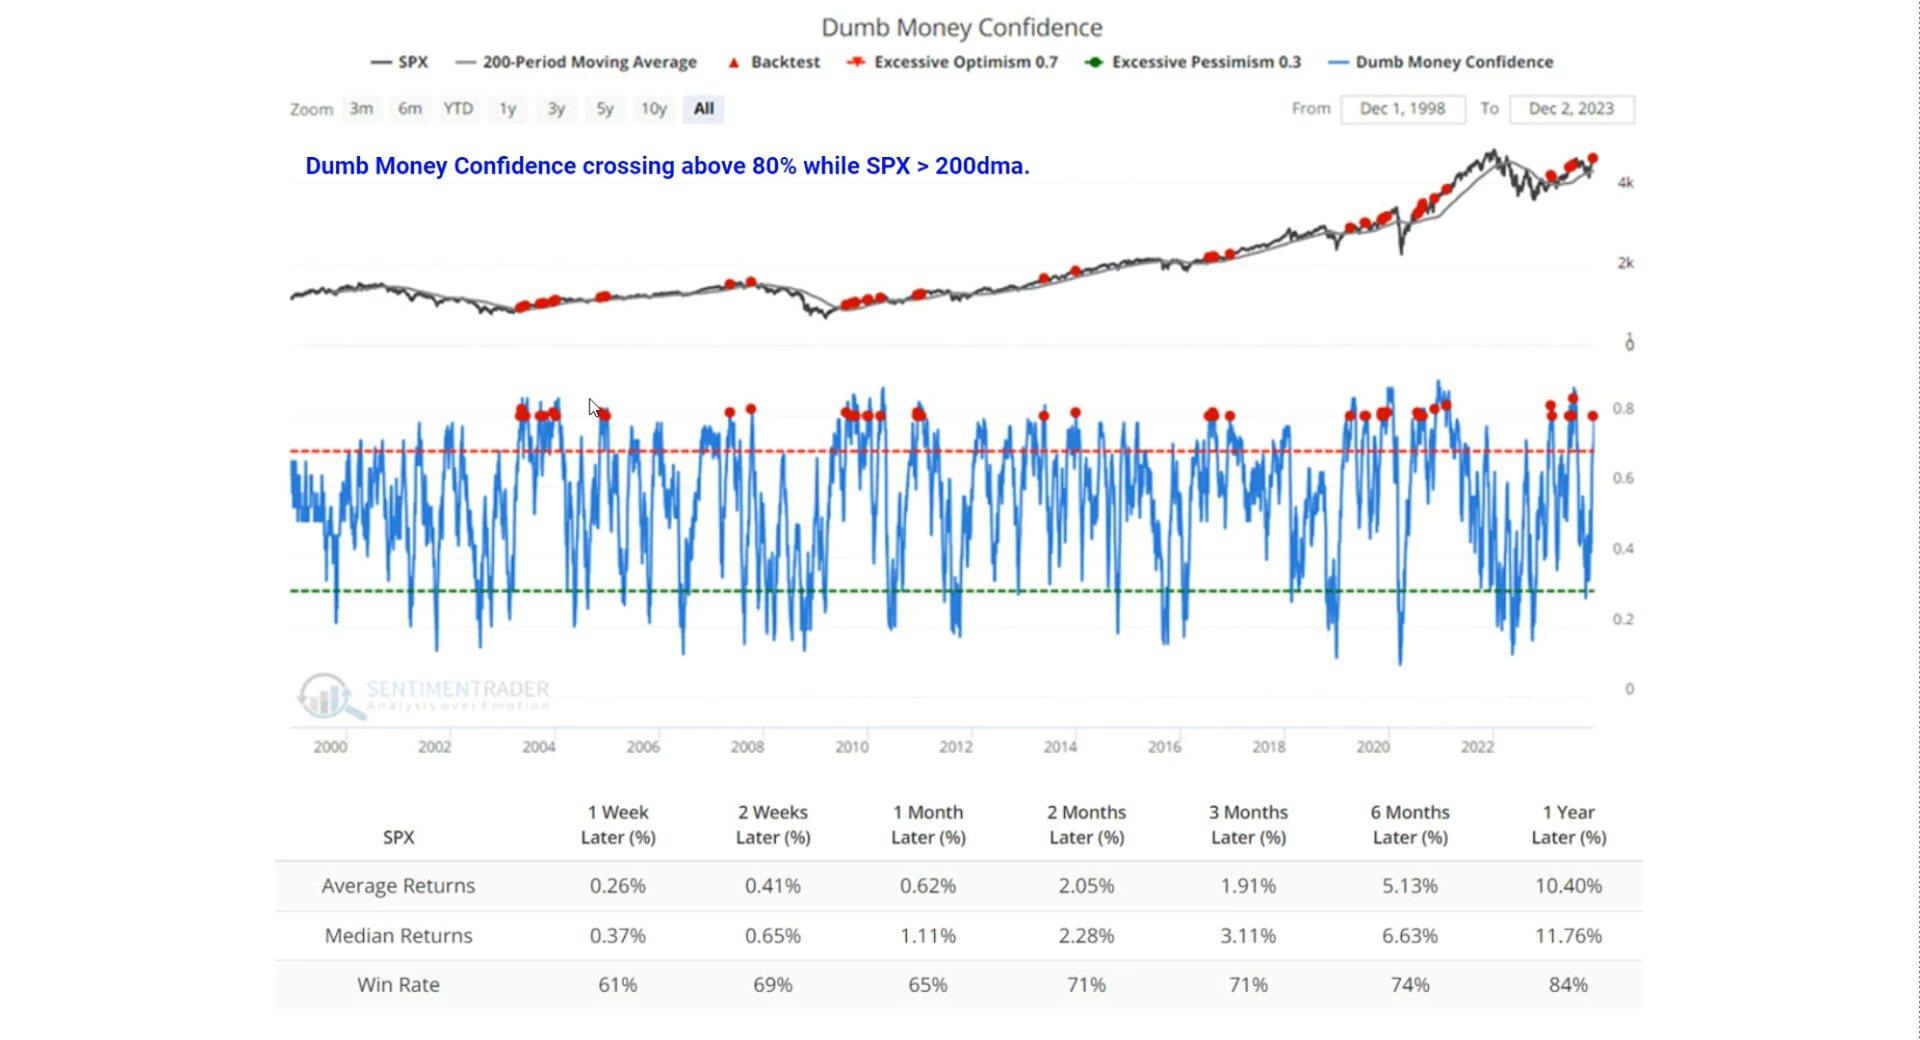 Dumb Money Confidence
SPX 200-Period Moving Average Backtest Excessive Optimism 0.7 Excessive Pessimism 0.3 Dumb Money Confidence
Zoom 3m 6m YTD 1y 3y 5y 10y All From Dec 1, 1998 To Dec 2, 2023
Dumb Money Confidence crossing above 80% while SPX > 200dma.
4k
2k
0
0.8
0.6
0.4
0.2
0
SENTIMENTRADER
Analysis over Emotion
2000 2002 2004 2006 2008 2010 2012 2014 2016 2018 2020 2022
SPX 1 Week Later (%) 2 Weeks Later (%) 1 Month Later (%) 2 Months Later (%) 3 Months Later (%) 6 Months Later (%) 1 Year Later (%)
Average Returns 0.26% 0.41% 0.62% 2.05% 1.91% 5.13% 10.40%
Median Returns 0.37% 0.65% 1.11% 2.28% 3.11% 6.63% 11.76%
Win Rate 61% 69% 65% 71% 71% 74% 84%